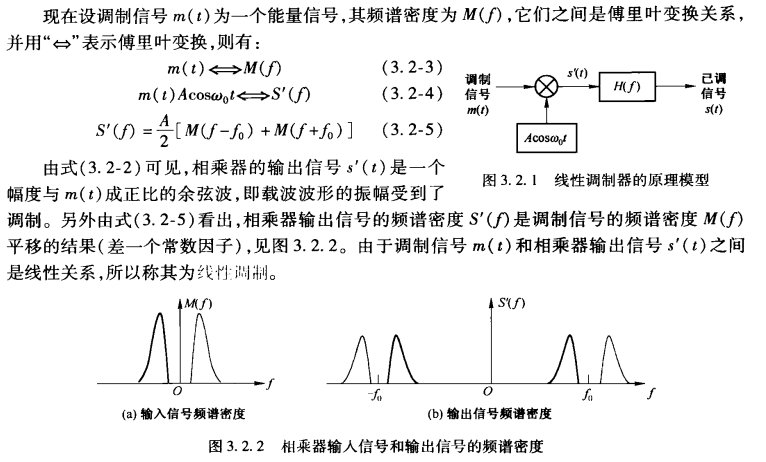 现在设调制信号 m(t)为一个能量信号,其频谱密度为 M(f),它们之间是傅里叶变换关系,
并用“⇔”表示傅里叶变换,则有:
m(t)⇔M(f) (3.2-3)
m(t)Acosω₀t⇔S′(f) (3.2-4)
S′(f)=A/2[M(f-f₀)+M(f+f₀)] (3.2-5)
调制
信号
m(t)
s′(t)
H(f)
已调
信号
s(t)
Acosω₀t
图 3.2.1 线性调制器的原理模型
由式(3.2-2)可见,相乘器的输出信号 s′(t)是一个
幅度与 m(t)成正比的余弦波,即载波波形的振幅受到了
调制。另外由式(3.2-5)看出,相乘器输出信号的频谱密度 S′(f)是调制信号的频谱密度 M(f)
平移的结果(差一个常数因子),见图 3.2.2。由于调制信号 m(t)和相乘器输出信号 s′(t)之间
是线性关系,所以称其为线性调制。
M(f)
O
f
(a) 输入信号频谱密度
S′(f)
-f₀
O
f₀
f
(b) 输出信号频谱密度
图 3.2.2 相乘器输入信号和输出信号的频谱密度